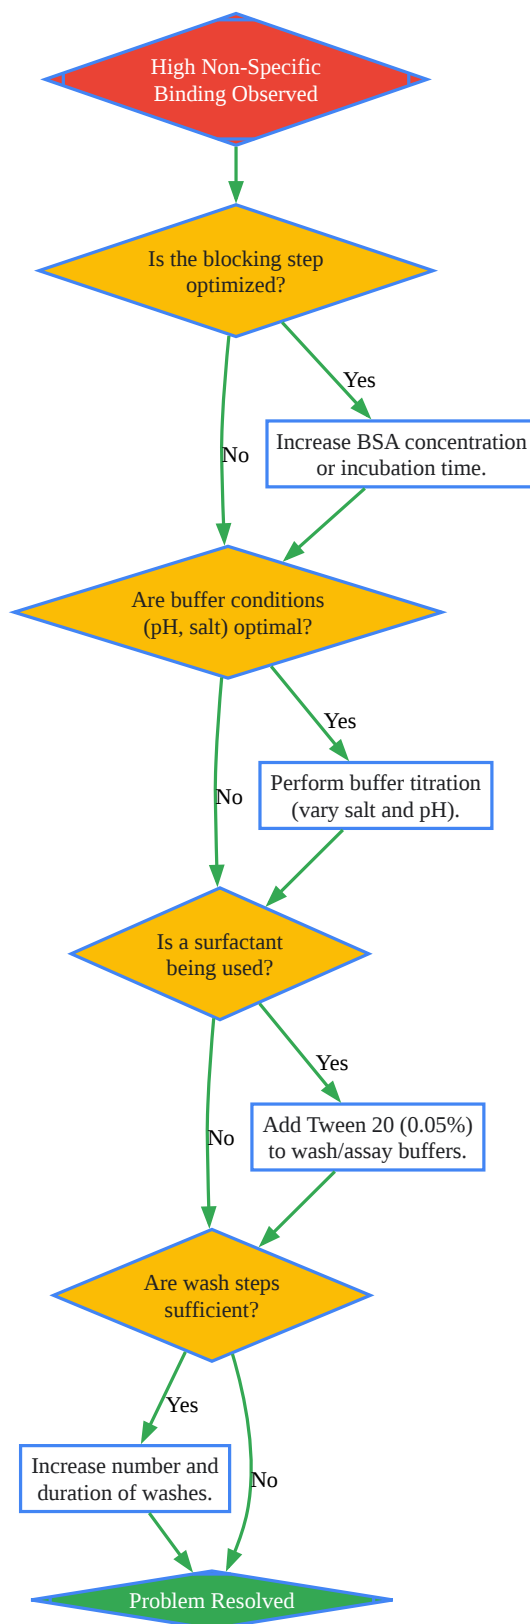 High Non-Specific
Binding Observed
Is the blocking step
optimized?
Yes
No
Increase BSA concentration
or incubation time.
Are buffer conditions
(pH, salt) optimal?
Yes
No
Perform buffer titration
(vary salt and pH).
Is a surfactant
being used?
Yes
No
Add Tween 20 (0.05%)
to wash/assay buffers.
Are wash steps
sufficient?
Yes
No
Increase number and
duration of washes.
Problem Resolved